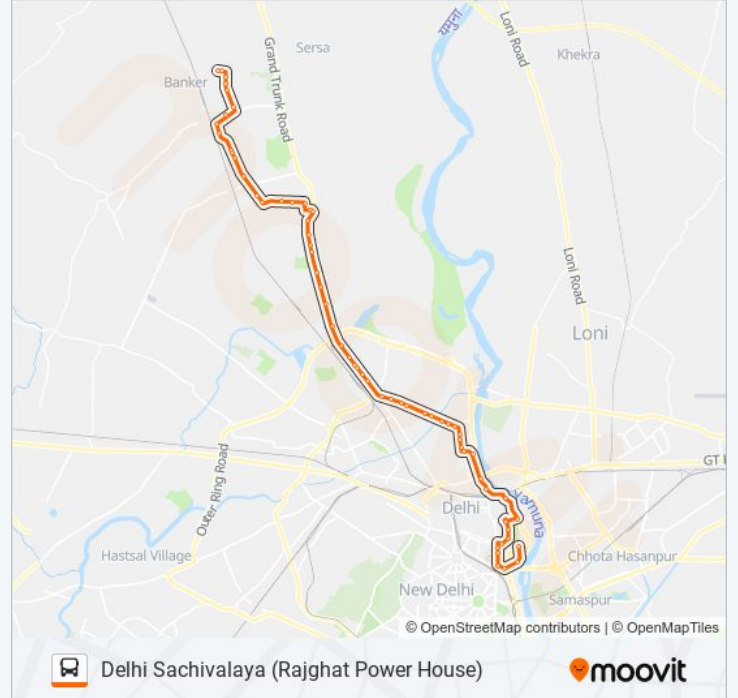 यमुना
Loni Road
Sersa
Grand Trunk Road
Khekra
Banker
Loni Road
Loni
Outer Ring Road
GT
Delhi
Yamuna
Hastsal Village
Chhota Hasanpur
New Delhi
Samaspur
© OpenStreetMap contributors | © OpenMapTiles
Delhi Sachivalaya (Rajghat Power House)
moovit